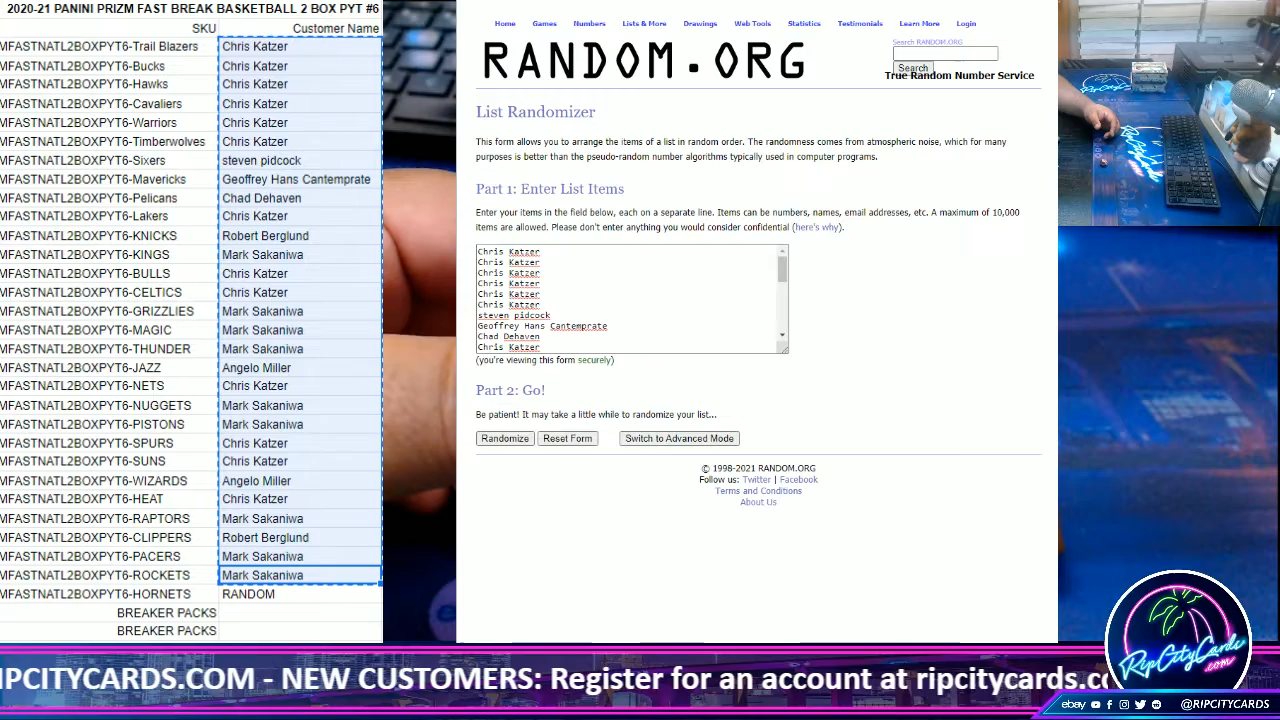 2020-21 PANINI PRIZM FAST BREAK BASKETBALL 2 BOX PYT #6
SKU Customer Name
MFASTNATL2BOXPYT6-Trail Blazers Chris Katzer
MFASTNATL2BOXPYT6-Bucks Chris Katzer
MFASTNATL2BOXPYT6-Hawks Chris Katzer
MFASTNATL2BOXPYT6-Cavaliers Chris Katzer
MFASTNATL2BOXPYT6-Warriors Chris Katzer
MFASTNATL2BOXPYT6-Timberwolves Chris Katzer
MFASTNATL2BOXPYT6-Sixers steven pidcock
MFASTNATL2BOXPYT6-Mavericks Geoffrey Hans Cantemprate
MFASTNATL2BOXPYT6-Pelicans Chad Dehaven
MFASTNATL2BOXPYT6-Lakers Chris Katzer
MFASTNATL2BOXPYT6-KNICKS Robert Berglund
MFASTNATL2BOXPYT6-KINGS Mark Sakaniwa
MFASTNATL2BOXPYT6-BULLS Chris Katzer
MFASTNATL2BOXPYT6-CELTICS Chris Katzer
MFASTNATL2BOXPYT6-GRIZZLIES Mark Sakaniwa
MFASTNATL2BOXPYT6-MAGIC Mark Sakaniwa
MFASTNATL2BOXPYT6-THUNDER Mark Sakaniwa
MFASTNATL2BOXPYT6-JAZZ Angelo Miller
MFASTNATL2BOXPYT6-NETS Chris Katzer
MFASTNATL2BOXPYT6-NUGGETS Mark Sakaniwa
MFASTNATL2BOXPYT6-PISTONS Mark Sakaniwa
MFASTNATL2BOXPYT6-SPURS Chris Katzer
MFASTNATL2BOXPYT6-SUNS Chris Katzer
MFASTNATL2BOXPYT6-WIZARDS Angelo Miller
MFASTNATL2BOXPYT6-HEAT Chris Katzer
MFASTNATL2BOXPYT6-RAPTORS Mark Sakaniwa
MFASTNATL2BOXPYT6-CLIPPERS Robert Berglund
MFASTNATL2BOXPYT6-PACERS Mark Sakaniwa
MFASTNATL2BOXPYT6-ROCKETS Mark Sakaniwa
MFASTNATL2BOXPYT6-HORNETS RANDOM
BREAKER PACKS
BREAKER PACKS
Home Games Numbers Lists & More Drawings Web Tools Statistics Testimonials Learn More Login
RANDOM.ORG
Search RANDOM.ORG
Search
True Random Number Service
List Randomizer
This form allows you to arrange the items of a list in random order. The randomness comes from atmospheric noise, which for many
purposes is better than the pseudo-random number algorithms typically used in computer programs.
Part 1: Enter List Items
Enter your items in the field below, each on a separate line. Items can be numbers, names, email addresses, etc. A maximum of 10,000
items are allowed. Please don't enter anything you would consider confidential (here's why).
Chris Katzer
Chris Katzer
Chris Katzer
Chris Katzer
Chris Katzer
Chris Katzer
steven pidcock
Geoffrey Hans Cantemprate
Chad Dehaven
Chris Katzer
(you're viewing this form securely)
Part 2: Go!
Be patient! It may take a little while to randomize your list...
Randomize Reset Form Switch to Advanced Mode
© 1998-2021 RANDOM.ORG
Follow us: Twitter | Facebook
Terms and Conditions
About Us
RIPCITYCARDS.COM - NEW CUSTOMERS: Register for an account at ripcitycards.co
RipCityCards
.com
ebay @RIPCITYCARDS